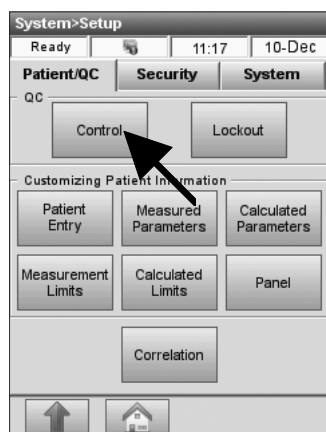 System>Setup
Ready 11:17 10-Dec
Patient/QC Security System
QC
Control Lockout
Customizing Patient Information
Patient Entry Measured Parameters Calculated Parameters
Measurement Limits Calculated Limits Panel
Correlation